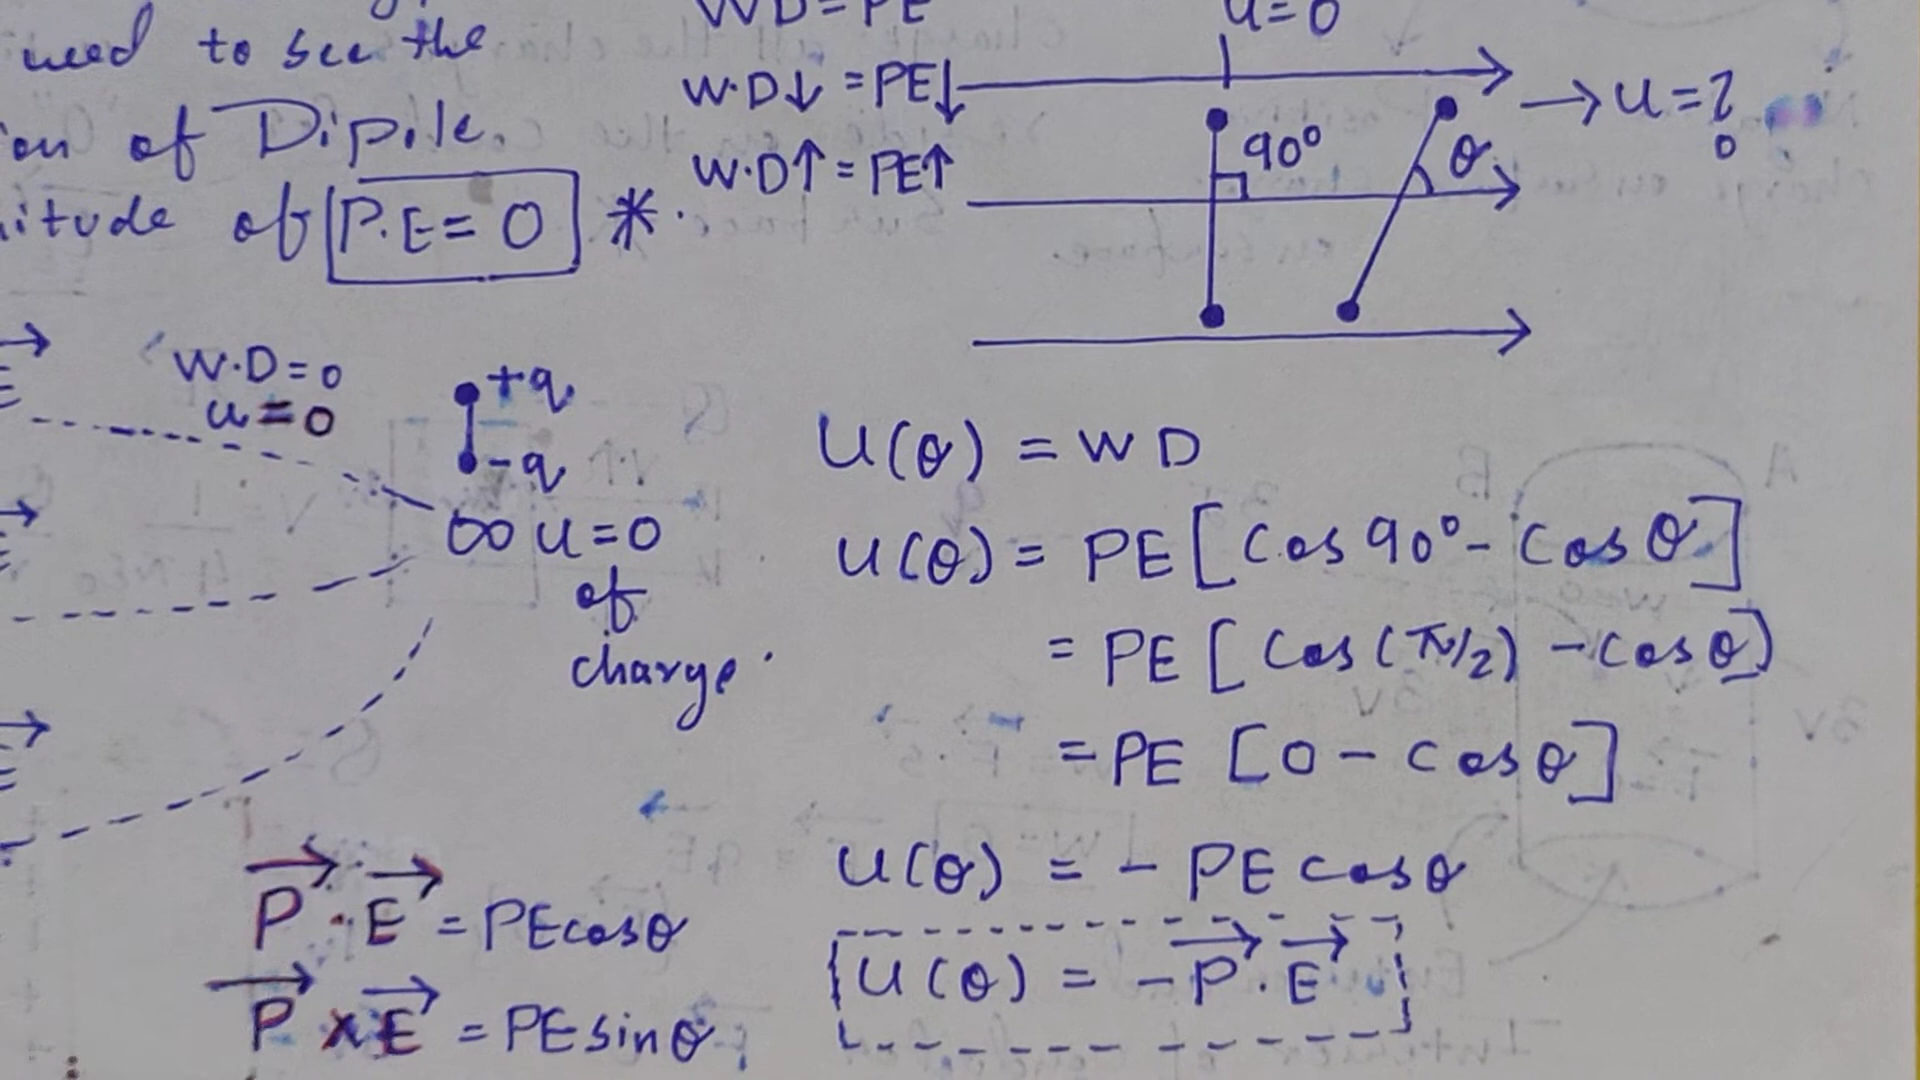 need to see the
on of Dipole.
itude of P.E = 0 *
WD = PE
W.D↓ = PE↓
W.D↑ = PE↑
u = 0
90°
θ
→ u = ?
W.D = 0
u = 0
+q
-q
∞ u = 0
of
charge.
U(θ) = W D
u(θ) = PE [cos 90° - cos θ]
= PE [cos(π/2) - cos θ)
= PE [0 - cos θ]
u(θ) = - PE cos θ
U(θ) = - P⃗ . E⃗
P⃗ . E⃗ = PE cos θ
P⃗ × E⃗ = PE sin θ